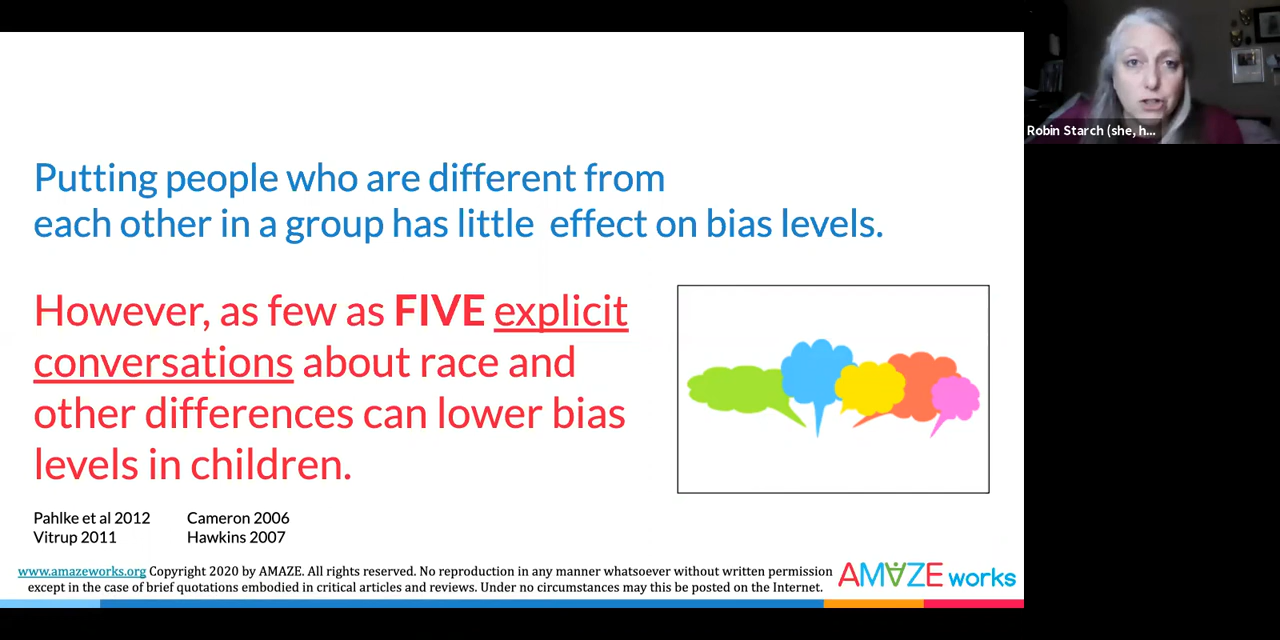 Putting people who are different from
each other in a group has little effect on bias levels.
However, as few as FIVE explicit
conversations about race and
other differences can lower bias
levels in children.
Pahlke et al 2012
Vitrup 2011
Cameron 2006
Hawkins 2007
www.amazeworks.org Copyright 2020 by AMAZE. All rights reserved. No reproduction in any manner whatsoever without written permission
except in the case of brief quotations embodied in critical articles and reviews. Under no circumstances may this be posted on the Internet.
AMAZE works
Robin Starch (she, h...